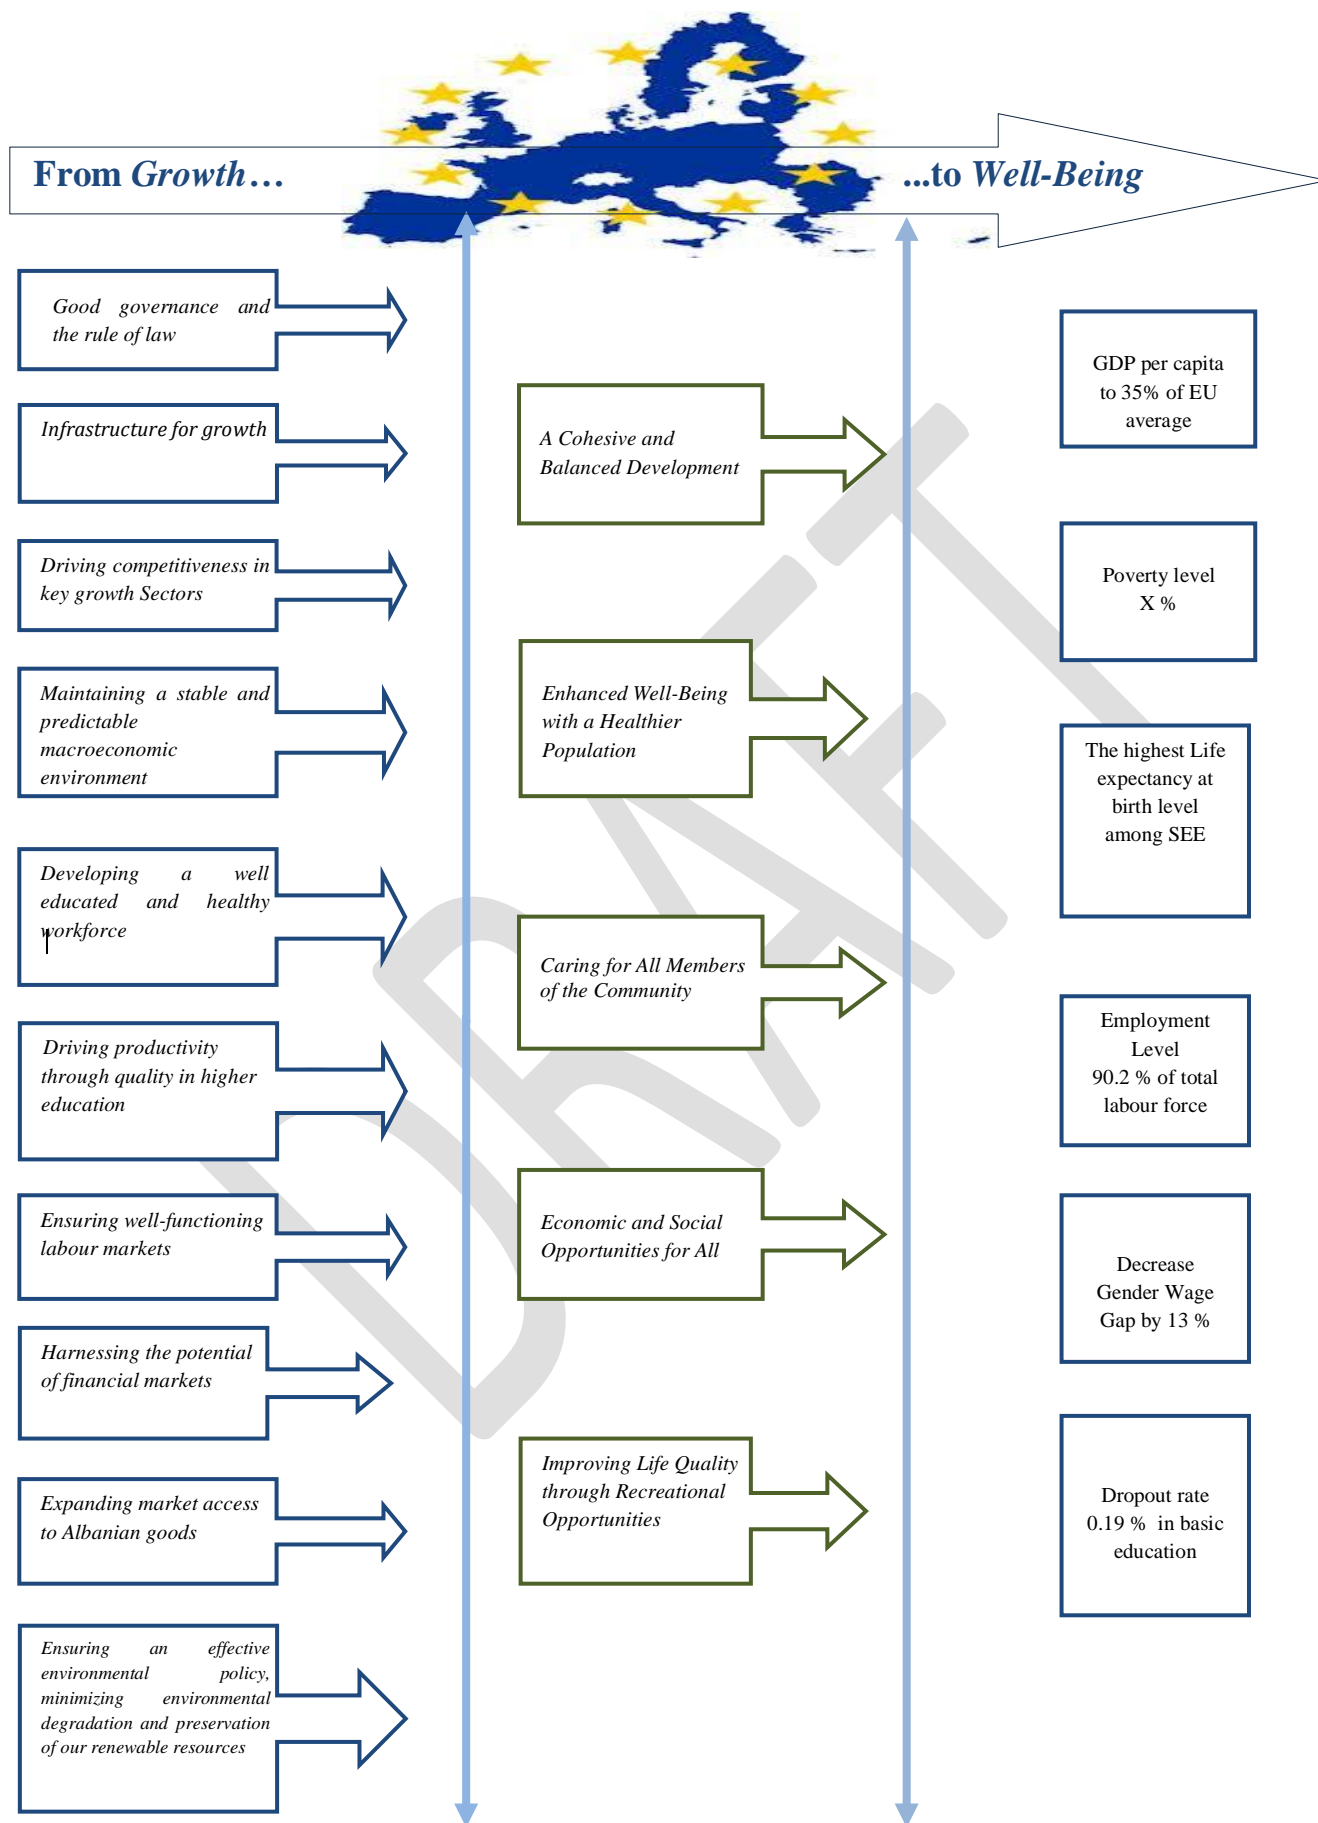 From Growth…
...to Well-Being
Good governance and
the rule of law
Infrastructure for growth
Driving competitiveness in
key growth Sectors
Maintaining a stable and
predictable
macroeconomic
environment
Developing a well
educated and healthy
workforce
Driving productivity
through quality in higher
education
Ensuring well-functioning
labour markets
Harnessing the potential
of financial markets
Expanding market access
to Albanian goods
Ensuring an effective
environmental policy,
minimizing environmental
degradation and preservation
of our renewable resources
A Cohesive and
Balanced Development
Enhanced Well-Being
with a Healthier
Population
Caring for All Members
of the Community
Economic and Social
Opportunities for All
Improving Life Quality
through Recreational
Opportunities
GDP per capita
to 35% of EU
average
Poverty level
X %
The highest Life
expectancy at
birth level
among SEE
Employment
Level
90.2 % of total
labour force
Decrease
Gender Wage
Gap by 13 %
Dropout rate
0.19 % in basic
education
DRAFT